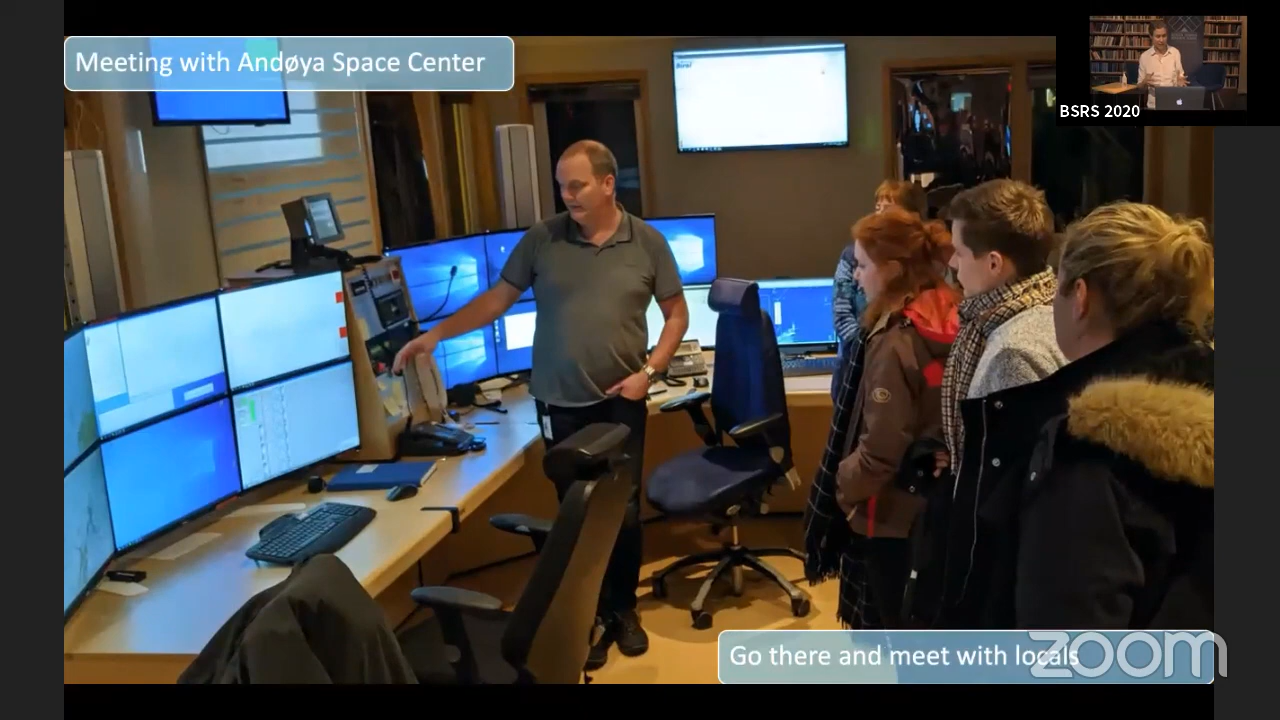 Meeting with Andøya Space Center
BSRS 2020
Go there and meet with locals
zoom